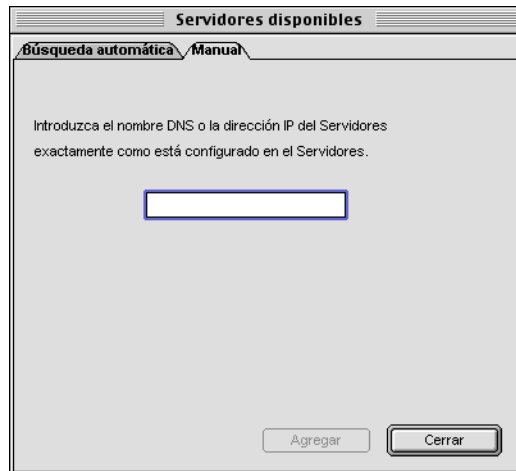 Servidores disponibles
Búsqueda automática Manual
Introduzca el nombre DNS o la dirección IP del Servidores
exactamente como está configurado en el Servidores.
Agregar Cerrar